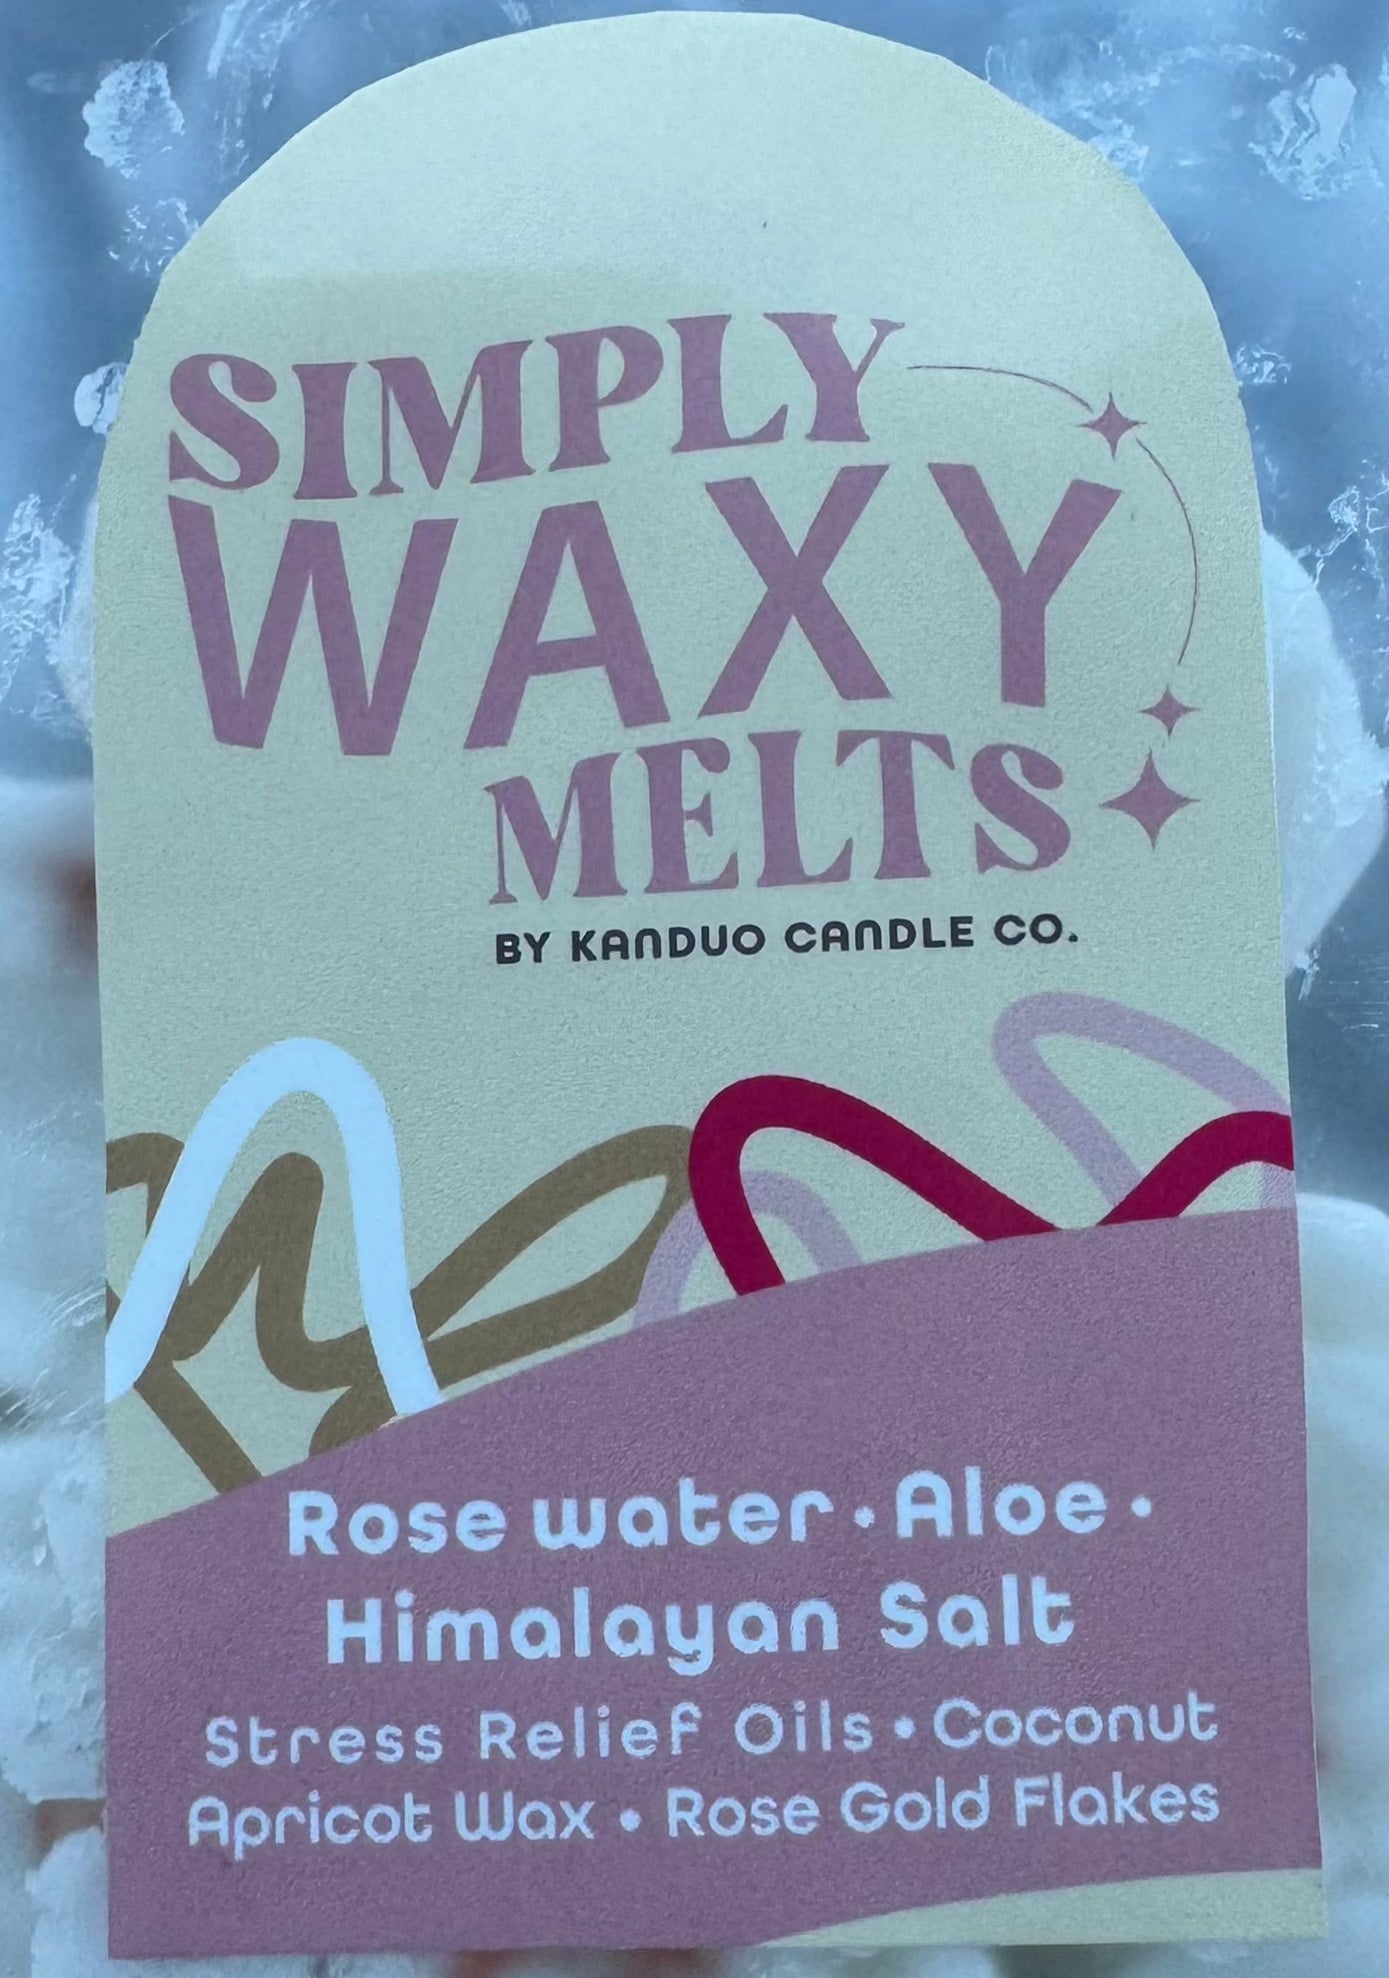 SIMPLY
WAXY
MELTS
BY KANDUO CANDLE CO.
Rose water • Aloe •
Himalayan Salt
Stress Relief Oils • Coconut
Apricot Wax • Rose Gold Flakes